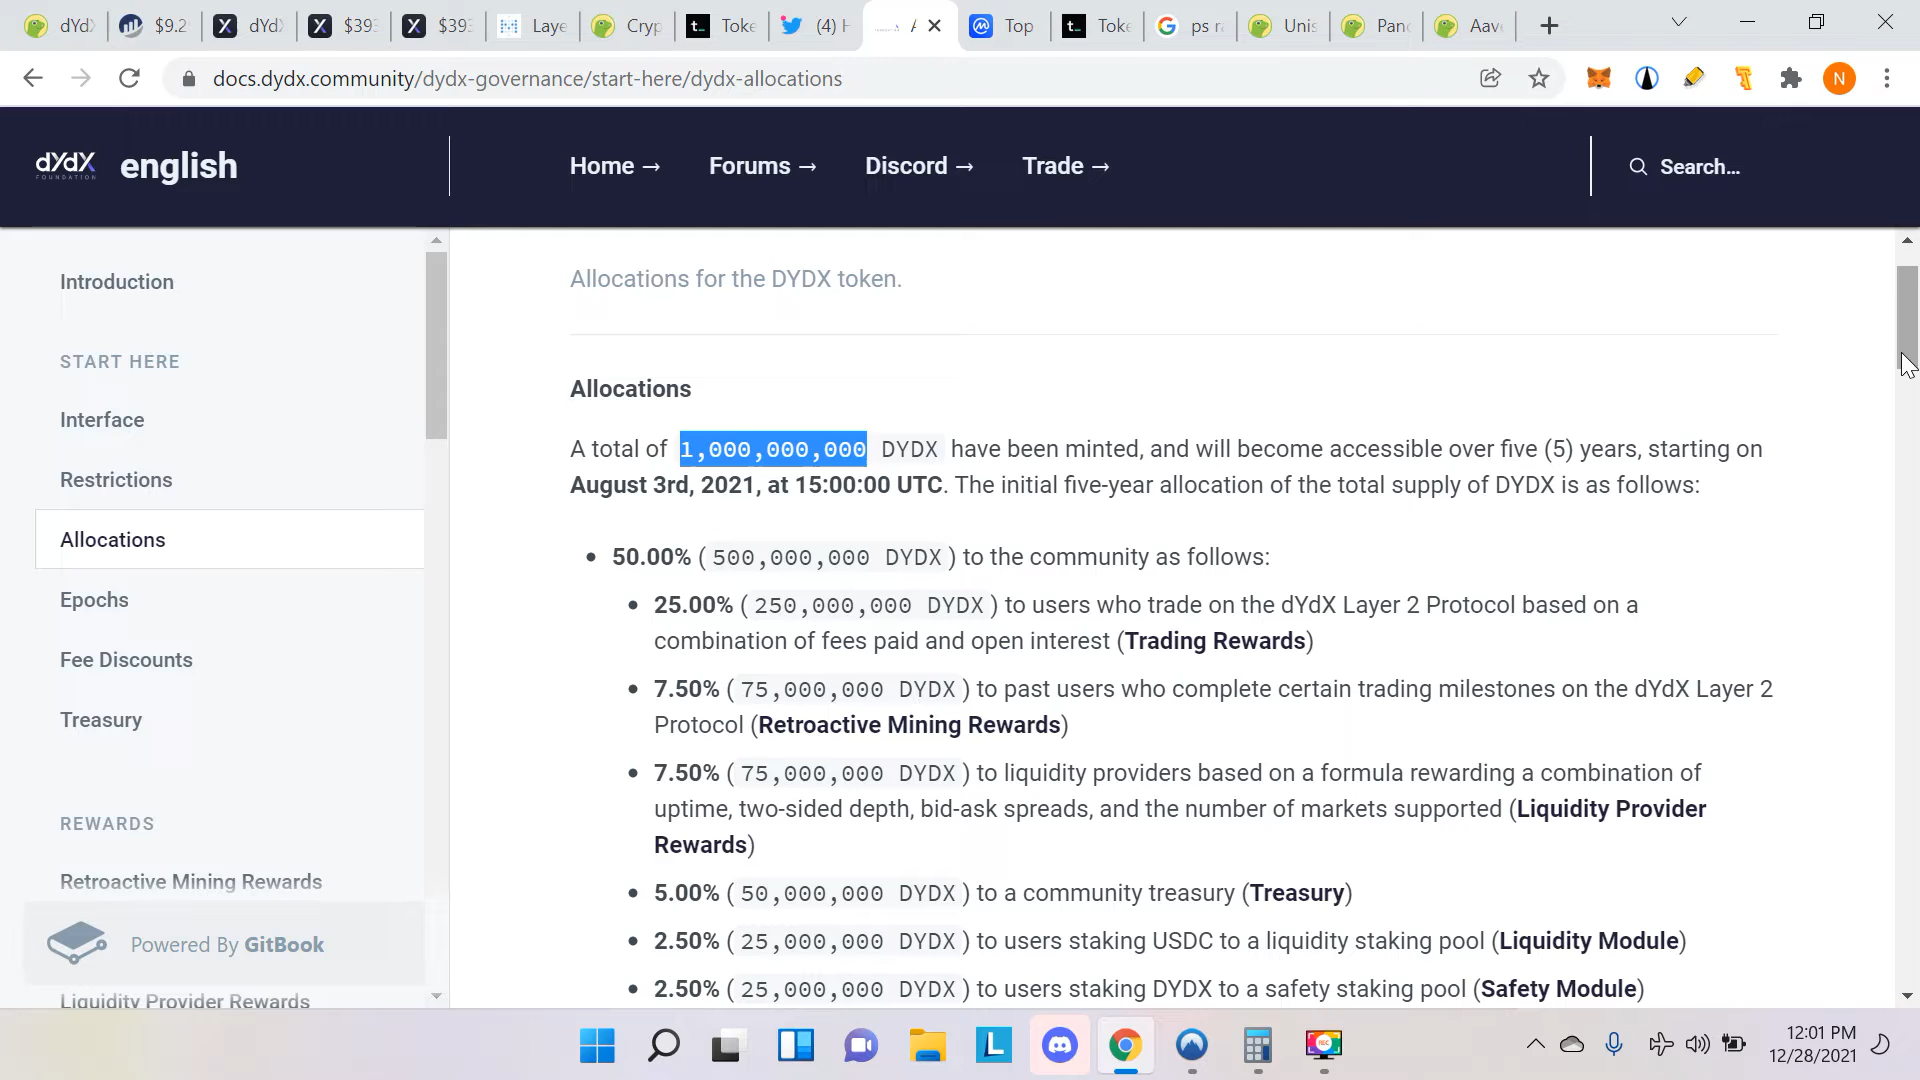 dYd
$9.2
dYd
$393
$393
Laye
Cryp
Toke
(4) H
A
Top
Toke
ps ra
Unis
Panc
Aave
docs.dydx.community/dydx-governance/start-here/dydx-allocations
N
dYdX
FOUNDATION
english
Home →
Forums →
Discord →
Trade →
Search...
Introduction
START HERE
Interface
Restrictions
Allocations
Epochs
Fee Discounts
Treasury
REWARDS
Retroactive Mining Rewards
Powered By GitBook
Liquidity Provider Rewards
Allocations for the DYDX token.
Allocations
A total of 1,000,000,000 DYDX have been minted, and will become accessible over five (5) years, starting on
August 3rd, 2021, at 15:00:00 UTC. The initial five-year allocation of the total supply of DYDX is as follows:
• 50.00% ( 500,000,000 DYDX ) to the community as follows:
• 25.00% ( 250,000,000 DYDX ) to users who trade on the dYdX Layer 2 Protocol based on a
combination of fees paid and open interest (Trading Rewards)
• 7.50% ( 75,000,000 DYDX ) to past users who complete certain trading milestones on the dYdX Layer 2
Protocol (Retroactive Mining Rewards)
• 7.50% ( 75,000,000 DYDX ) to liquidity providers based on a formula rewarding a combination of
uptime, two-sided depth, bid-ask spreads, and the number of markets supported (Liquidity Provider
Rewards)
• 5.00% ( 50,000,000 DYDX ) to a community treasury (Treasury)
• 2.50% ( 25,000,000 DYDX ) to users staking USDC to a liquidity staking pool (Liquidity Module)
• 2.50% ( 25,000,000 DYDX ) to users staking DYDX to a safety staking pool (Safety Module)
L
REC
12:01 PM
12/28/2021